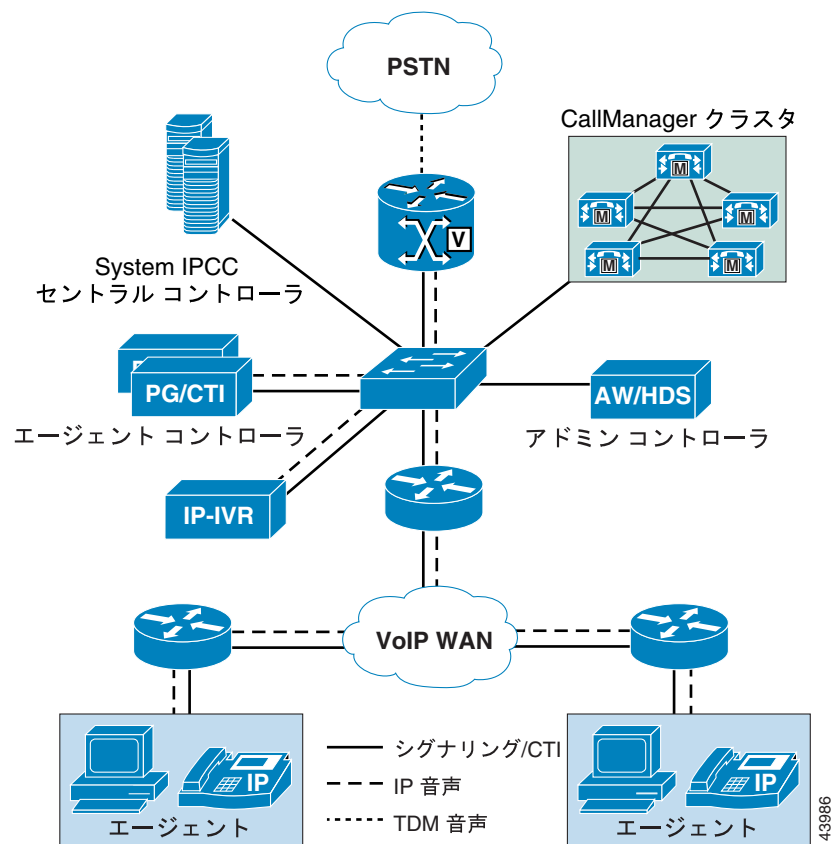 PSTN
CallManager クラスタ
M
M
M
M
M
V
System IPCC
セントラル コントローラ
PG/CTI
エージェント コントローラ
AW/HDS
アドミン コントローラ
IP-IVR
VoIP WAN
IP
エージェント
シグナリング/CTI
IP 音声
TDM 音声
IP
エージェント
43986